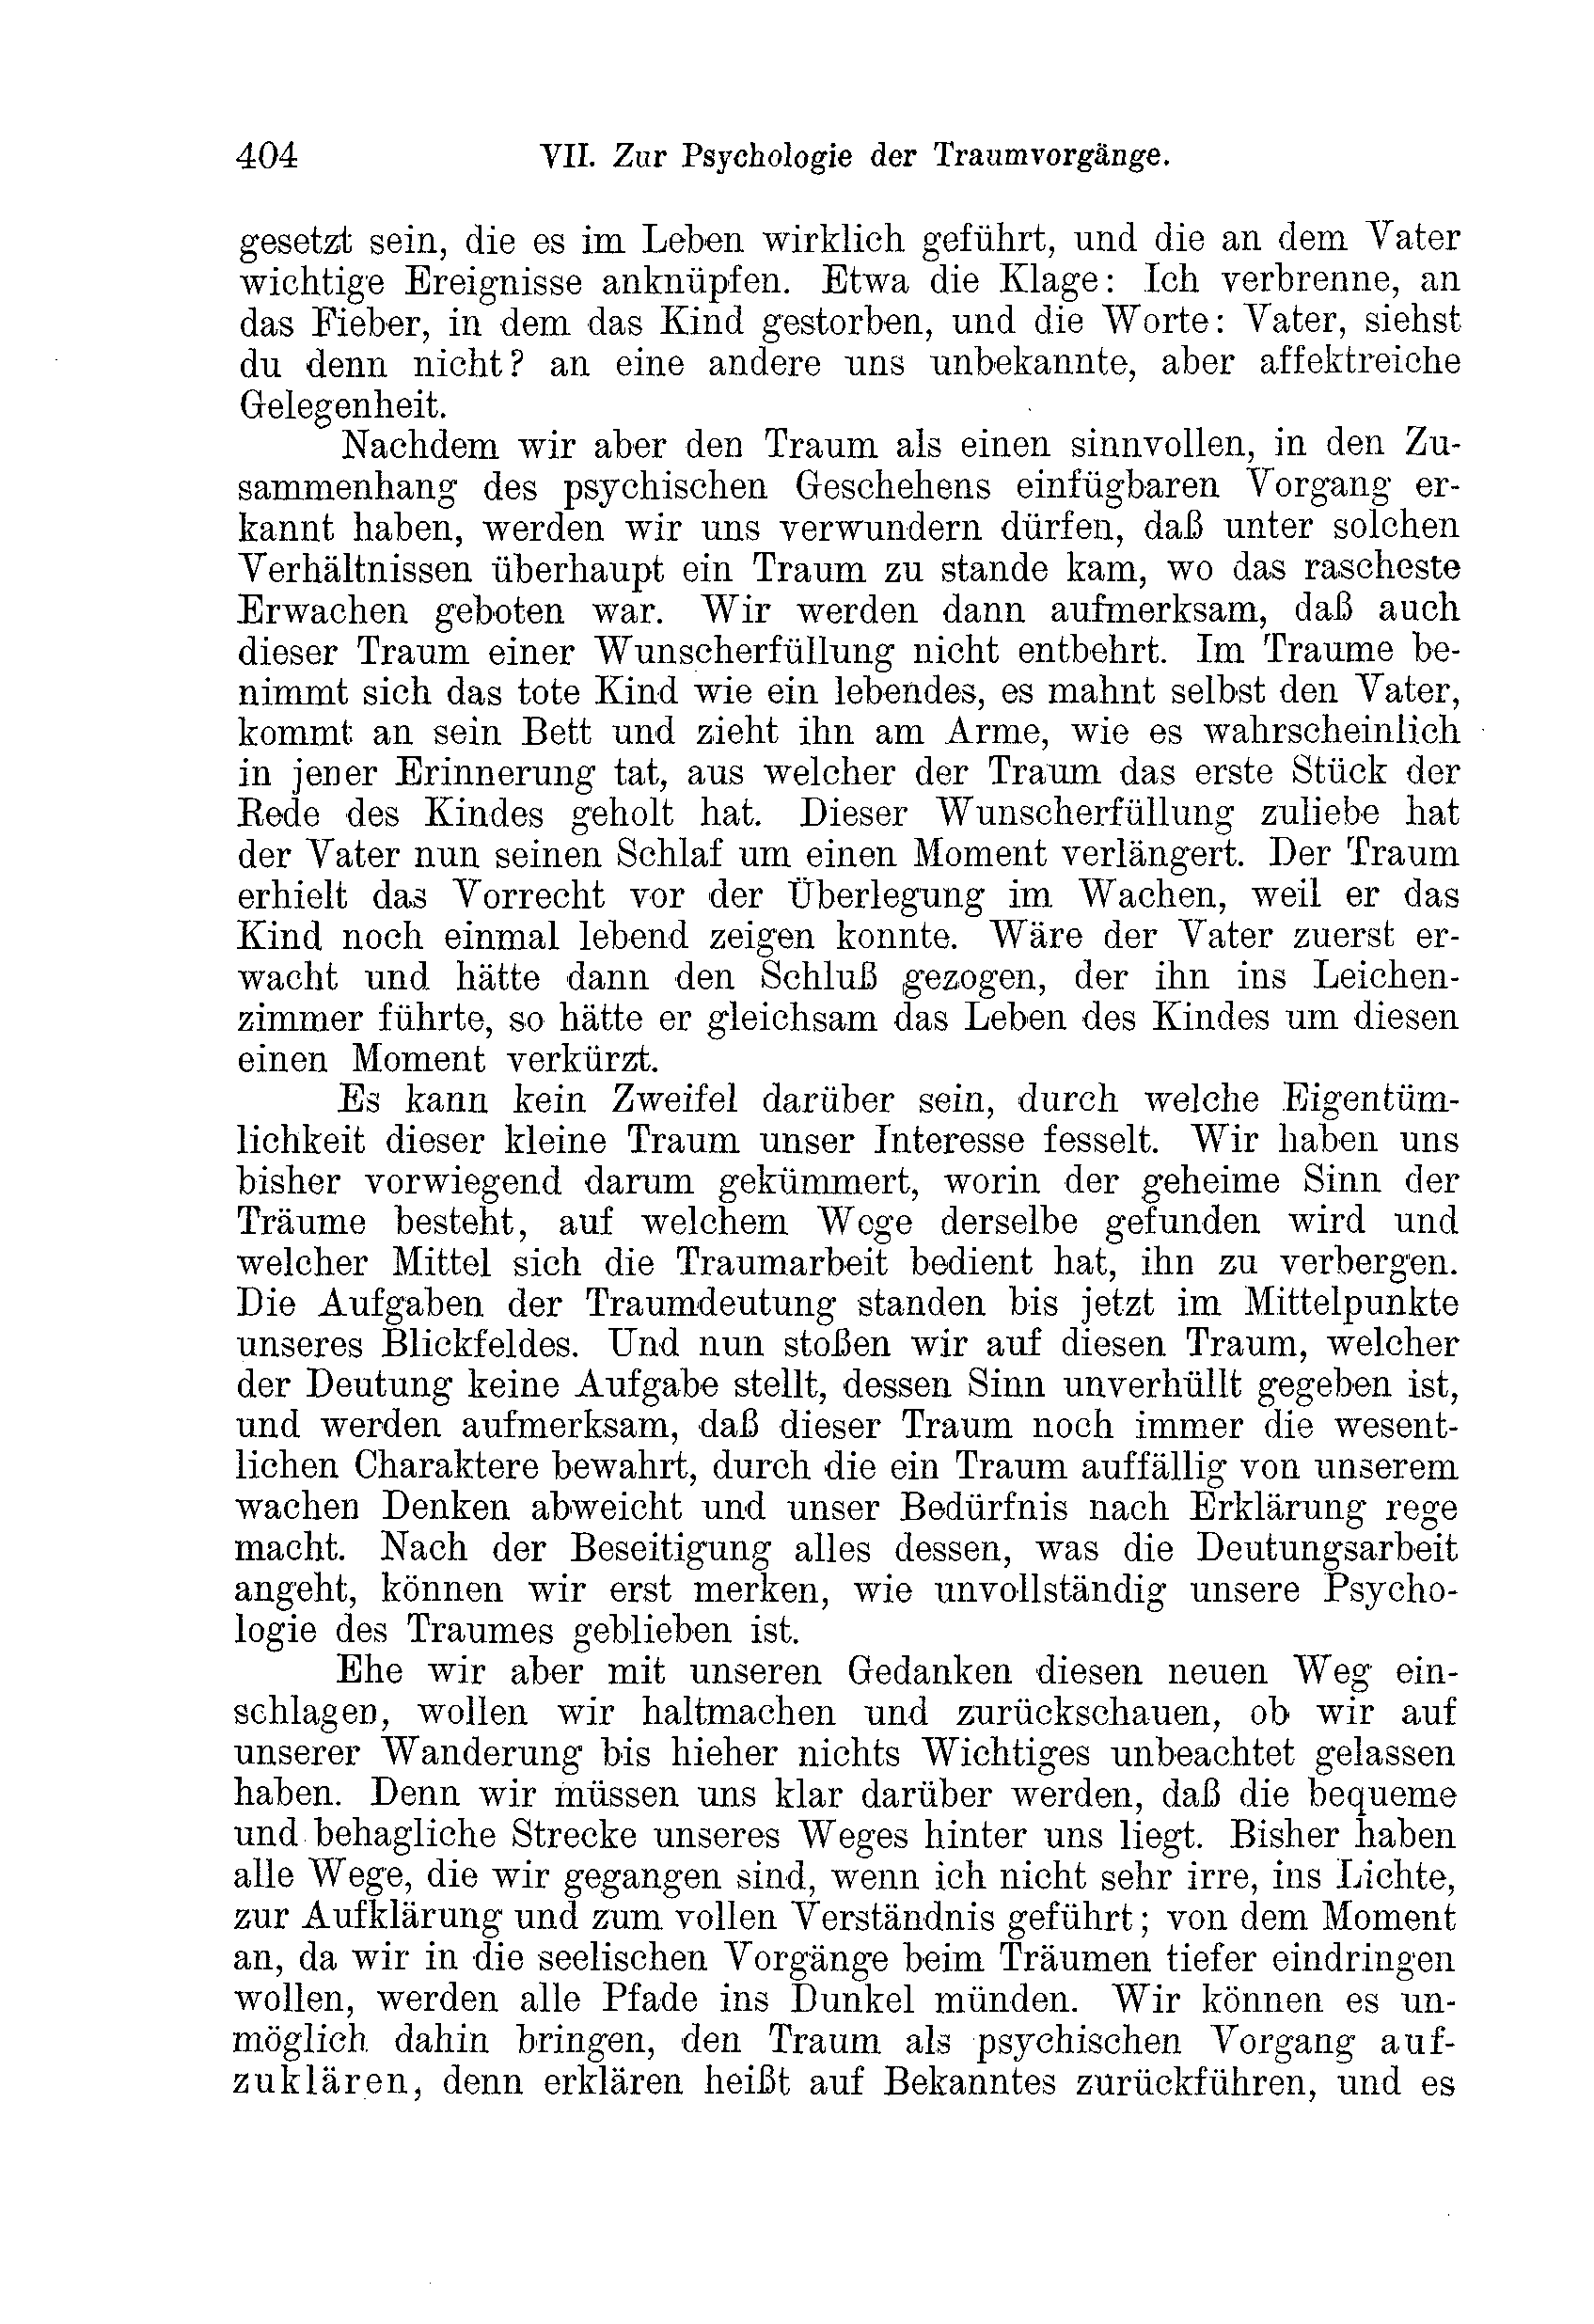 404 VII. Zur Psychologie der Traumvorgänge.
gesetzt sein, die es im Leben wirklich geführt, und die an dem Vater
wichtige Ereignisse anknüpfen. Etwa die Klage: Ich verbrenne, an
das Fieber, in dem das Kind gestorben, und die Worte: Vater, siehst
du denn nicht? an eine andere uns unbekannte, aber affektreiche
Gelegenheit.
Nachdem wir aber den Traum als einen sinnvollen, in den Zu-
sammenhang des psychischen Geschehens einfügbaren Vorgang er-
kannt haben, werden wir uns verwundern dürfen, daß unter solchen
Verhältnissen überhaupt ein Traum zu stande kam, wo das rascheste
Erwachen geboten war. Wir werden dann aufmerksam, daß auch
dieser Traum einer Wunscherfüllung nicht entbehrt. Im Traume be-
nimmt sich das tote Kind wie ein lebendes, es mahnt selbst den Vater,
kommt an sein Bett und zieht ihn am Arme, wie es wahrscheinlich
in jener Erinnerung tat, aus welcher der Traum das erste Stück der
Rede des Kindes geholt hat. Dieser Wunscherfüllung zuliebe hat
der Vater nun seinen Schlaf um einen Moment verlängert. Der Traum
erhielt das Vorrecht vor der Überlegung im Wachen, weil er das
Kind noch einmal lebend zeigen konnte. Wäre der Vater zuerst er-
wacht und hätte dann den Schluß gezogen, der ihn ins Leichen-
zimmer führte, so hätte er gleichsam das Leben des Kindes um diesen
einen Moment verkürzt.
Es kann kein Zweifel darüber sein, durch welche Eigentüm-
lichkeit dieser kleine Traum unser Interesse fesselt. Wir haben uns
bisher vorwiegend darum gekümmert, worin der geheime Sinn der
Träume besteht, auf welchem Wege derselbe gefunden wird und
welcher Mittel sich die Traumarbeit bedient hat, ihn zu verbergen.
Die Aufgaben der Traumdeutung standen bis jetzt im Mittelpunkte
unseres Blickfeldes. Und nun stoßen wir auf diesen Traum, welcher
der Deutung keine Aufgabe stellt, dessen Sinn unverhüllt gegeben ist,
und werden aufmerksam, daß dieser Traum noch immer die wesent-
lichen Charaktere bewahrt, durch die ein Traum auffällig von unserem
wachen Denken abweicht und unser Bedürfnis nach Erklärung rege
macht. Nach der Beseitigung alles dessen, was die Deutungsarbeit
angeht, können wir erst merken, wie unvollständig unsere Psycho-
logie des Traumes geblieben ist.
Ehe wir aber mit unseren Gedanken diesen neuen Weg ein-
schlagen, wollen wir haltmachen und zurückschauen, ob wir auf
unserer Wanderung bis hieher nichts Wichtiges unbeachtet gelassen
haben. Denn wir müssen uns klar darüber werden, daß die bequeme
und behagliche Strecke unseres Weges hinter uns liegt. Bisher haben
alle Wege, die wir gegangen sind, wenn ich nicht sehr irre, ins Lichte,
zur Aufklärung und zum vollen Verständnis geführt; von dem Moment
an, da wir in die seelischen Vorgänge beim Träumen tiefer eindringen
wollen, werden alle Pfade ins Dunkel münden. Wir können es un-
möglich dahin bringen, den Traum als psychischen Vorgang auf-
zuklären, denn erklären heißt auf Bekanntes zurückführen, und es